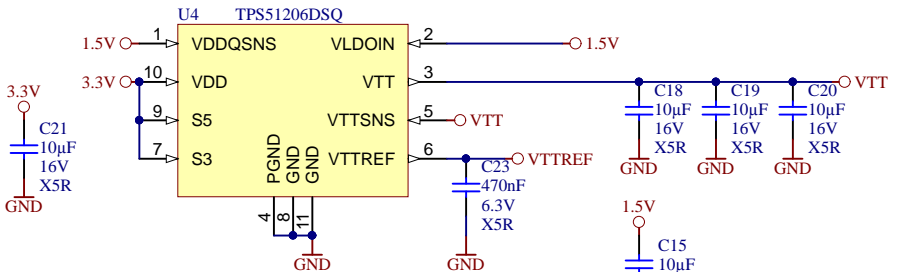 U4 TPS51206DSQ
1.5V 1 VDDQSNS VLDOIN 2 1.5V
3.3V 10 VDD VTT 3 VTT
3.3V
C21
10µF
16V
X5R
GND
9 S5 VTTSNS 5 VTT
7 S3 VTTREF 6 VTTREF
PGND
GND
GND
4
8
11
GND
C23
470nF
6.3V
X5R
GND
C18
10µF
16V
X5R
GND
C19
10µF
16V
X5R
GND
C20
10µF
16V
X5R
GND
1.5V
C15
10µF